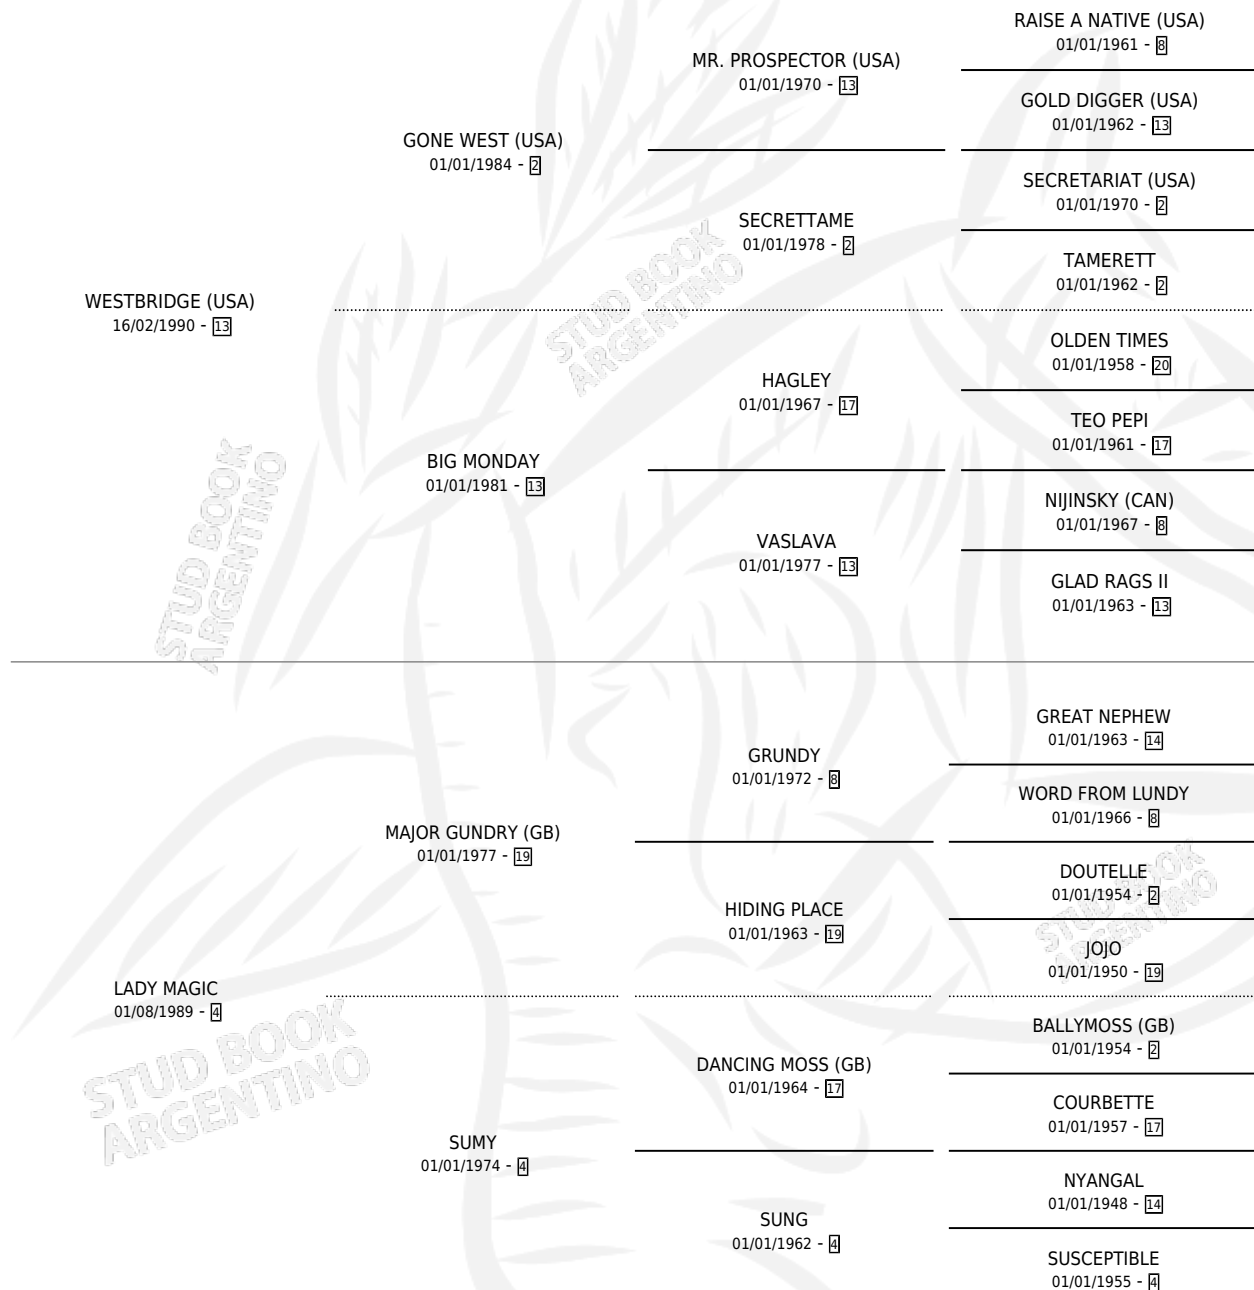 RAISE A NATIVE (USA)
01/01/1961 - 8
MR. PROSPECTOR (USA)
01/01/1970 - 13
GOLD DIGGER (USA)
01/01/1962 - 13
GONE WEST (USA)
01/01/1984 - 2
SECRETARIAT (USA)
01/01/1970 - 2
SECRETTAME
01/01/1978 - 2
TAMERETT
01/01/1962 - 2
WESTBRIDGE (USA)
16/02/1990 - 13
OLDEN TIMES
01/01/1958 - 20
HAGLEY
01/01/1967 - 17
TEO PEPI
01/01/1961 - 17
BIG MONDAY
01/01/1981 - 13
NIJINSKY (CAN)
01/01/1967 - 8
VASLAVA
01/01/1977 - 13
GLAD RAGS II
01/01/1963 - 13
GREAT NEPHEW
01/01/1963 - 14
GRUNDY
01/01/1972 - 8
WORD FROM LUNDY
01/01/1966 - 8
MAJOR GUNDRY (GB)
01/01/1977 - 19
DOUTELLE
01/01/1954 - 2
HIDING PLACE
01/01/1963 - 19
JOJO
01/01/1950 - 19
LADY MAGIC
01/08/1989 - 4
BALLYMOSS (GB)
01/01/1954 - 2
DANCING MOSS (GB)
01/01/1964 - 17
COURBETTE
01/01/1957 - 17
SUMY
01/01/1974 - 4
NYANGAL
01/01/1948 - 14
SUNG
01/01/1962 - 4
SUSCEPTIBLE
01/01/1955 - 4
STUD BOOK
ARGENTINO
STUD BOOK
ARGENTINO
STUD BOOK
ARGENTINO
STUD BOOK
ARGENTINO